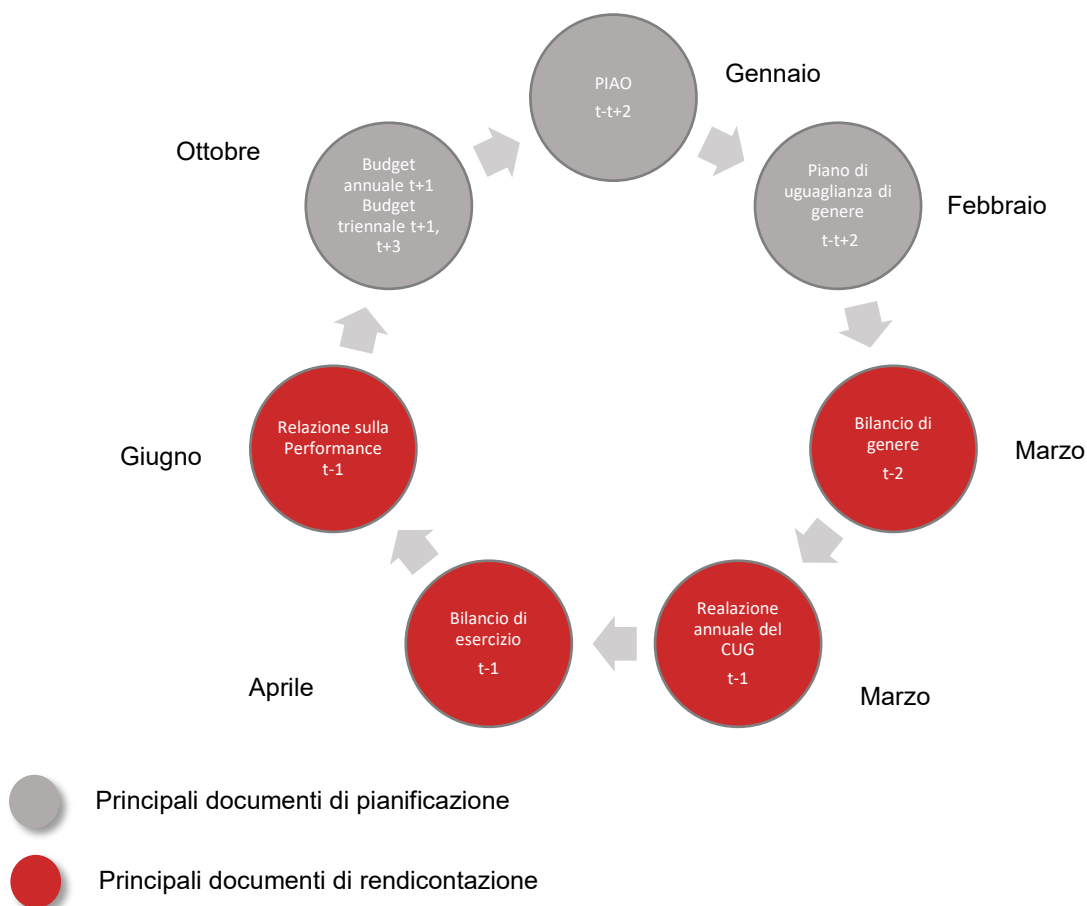 PIAO
t-t+2
Gennaio
Piano di
uguaglianza di
genere
t-t+2
Febbraio
Bilancio di
genere
t-2
Marzo
Realazione
annuale del
CUG
t-1
Marzo
Bilancio di
esercizio
t-1
Aprile
Relazione sulla
Performance
t-1
Giugno
Budget
annuale t+1
Budget
triennale t+1,
t+3
Ottobre
Principali documenti di pianificazione
Principali documenti di rendicontazione